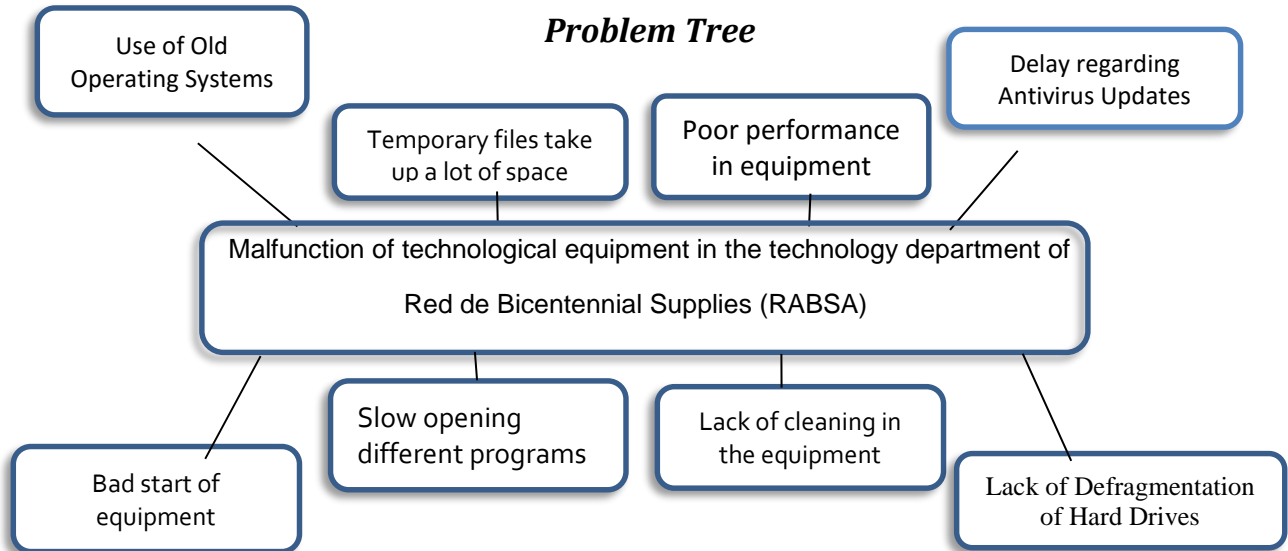 Problem Tree
Use of Old
Operating Systems
Temporary files take
up a lot of space
Poor performance
in equipment
Delay regarding
Antivirus Updates
Malfunction of technological equipment in the technology department of
Red de Bicentennial Supplies (RABSA)
Bad start of
equipment
Slow opening
different programs
Lack of cleaning in
the equipment
Lack of Defragmentation
of Hard Drives